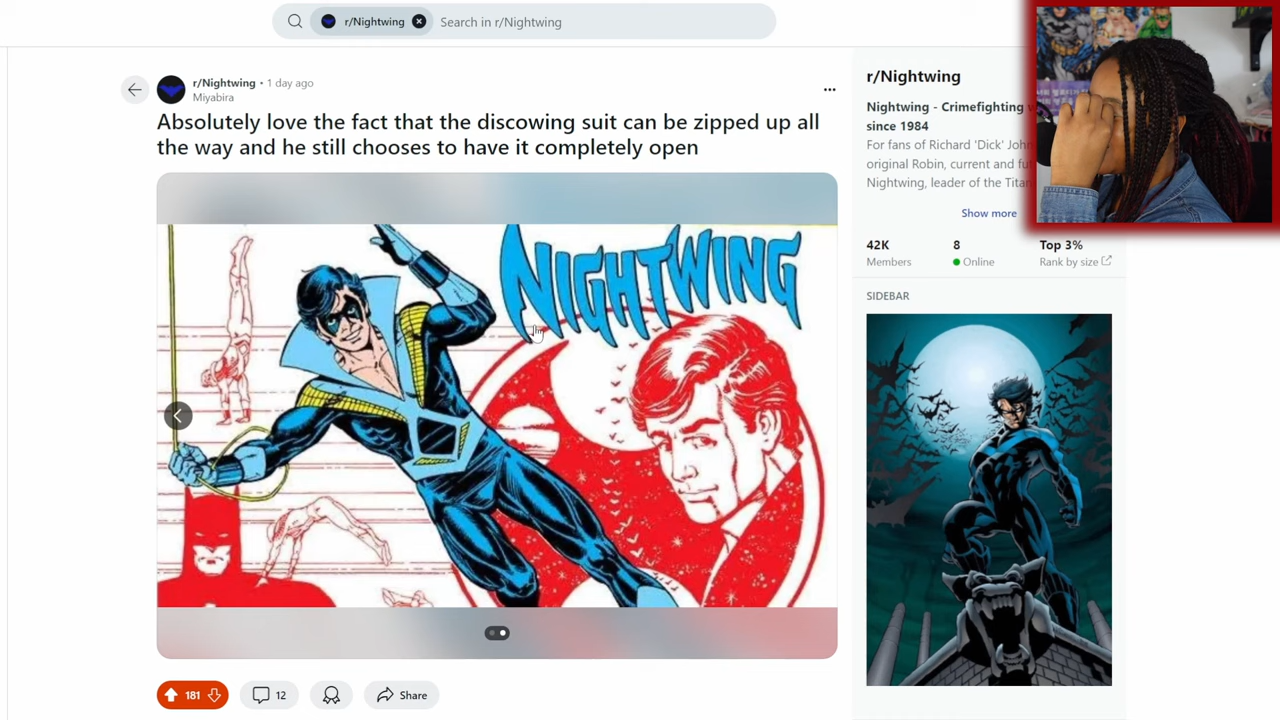 r/Nightwing
Search in r/Nightwing
r/Nightwing • 1 day ago
Miyabira
Absolutely love the fact that the discowing suit can be zipped up all
the way and he still chooses to have it completely open
NIGHTWING
181
12
Share
r/Nightwing
Nightwing - Crimefighting
since 1984
For fans of Richard 'Dick'
original Robin, current and
Nightwing, leader of the
Show more
42K
8
Top 3%
Members
Online
Rank by size
SIDEBAR